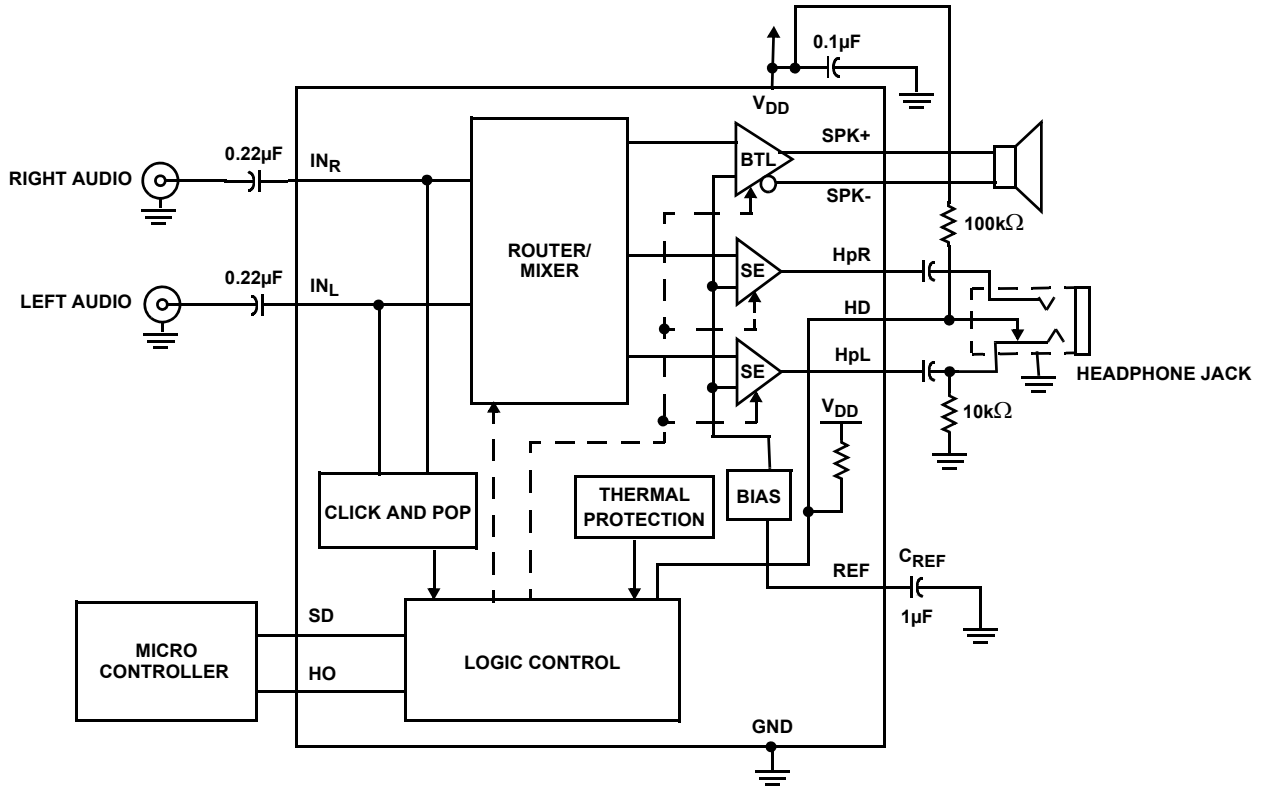 0.1µF
VDD
RIGHT AUDIO
0.22µF
INR
BTL
SPK+
SPK-
100kΩ
ROUTER/
MIXER
SE
HpR
LEFT AUDIO
0.22µF
INL
HD
SE
HpL
HEADPHONE JACK
VDD
10kΩ
CLICK AND POP
THERMAL
PROTECTION
BIAS
REF
CREF
1µF
MICRO
CONTROLLER
SD
HO
LOGIC CONTROL
GND